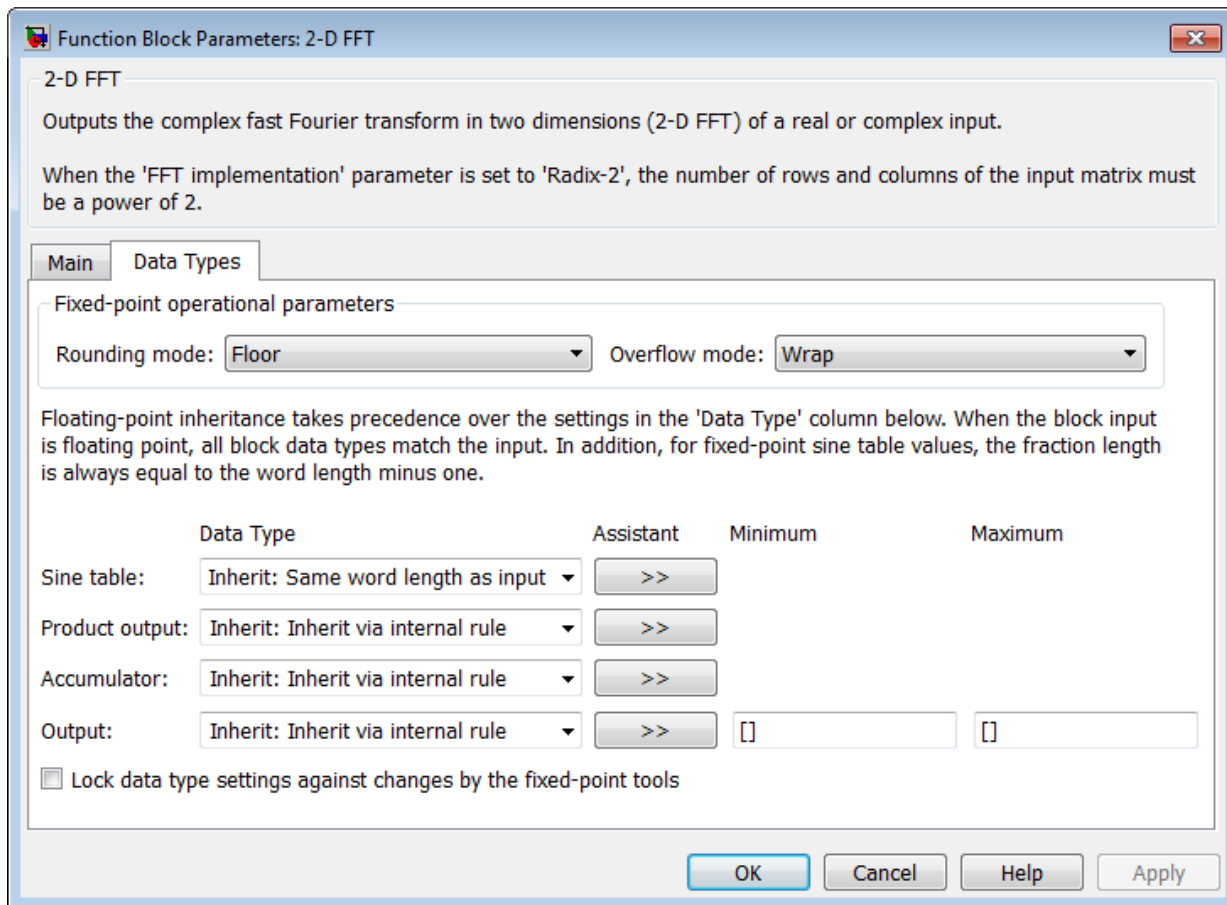 Function Block Parameters: 2-D FFT
2-D FFT
Outputs the complex fast Fourier transform in two dimensions (2-D FFT) of a real or complex input.
When the 'FFT implementation' parameter is set to 'Radix-2', the number of rows and columns of the input matrix must
be a power of 2.
Main Data Types
Fixed-point operational parameters
Rounding mode: Floor Overflow mode: Wrap
Floating-point inheritance takes precedence over the settings in the 'Data Type' column below. When the block input
is floating point, all block data types match the input. In addition, for fixed-point sine table values, the fraction length
is always equal to the word length minus one.
Data Type Assistant Minimum Maximum
Sine table: Inherit: Same word length as input >>
Product output: Inherit: Inherit via internal rule >>
Accumulator: Inherit: Inherit via internal rule >>
Output: Inherit: Inherit via internal rule >> [] []
Lock data type settings against changes by the fixed-point tools
OK Cancel Help Apply